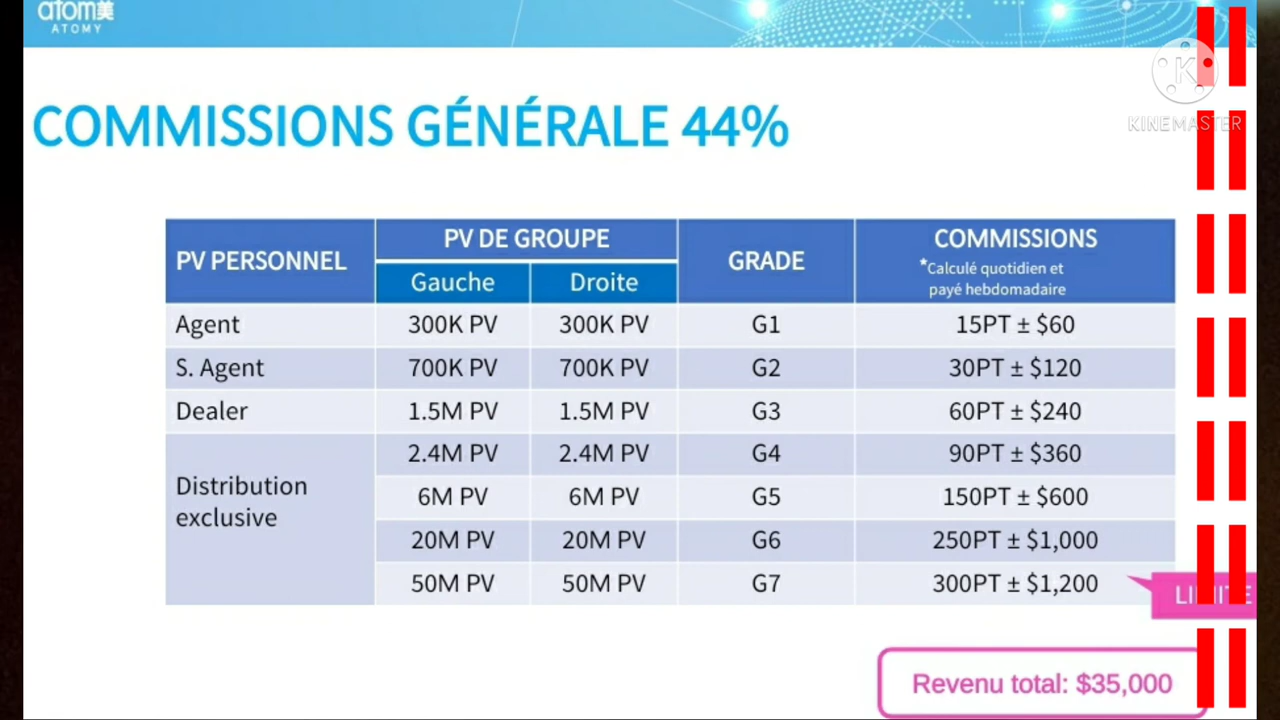 atom美
ATOMY
KINEMASTER
COMMISSIONS GÉNÉRALE 44%
PV PERSONNEL
PV DE GROUPE
Gauche
Droite
GRADE
COMMISSIONS
*Calculé quotidien et
payé hebdomadaire
Agent 300K PV 300K PV G1 15PT ± $60
S. Agent 700K PV 700K PV G2 30PT ± $120
Dealer 1.5M PV 1.5M PV G3 60PT ± $240
Distribution
exclusive
2.4M PV 2.4M PV G4 90PT ± $360
6M PV 6M PV G5 150PT ± $600
20M PV 20M PV G6 250PT ± $1,000
50M PV 50M PV G7 300PT ± $1,200
LIMITE
Revenu total: $35,000